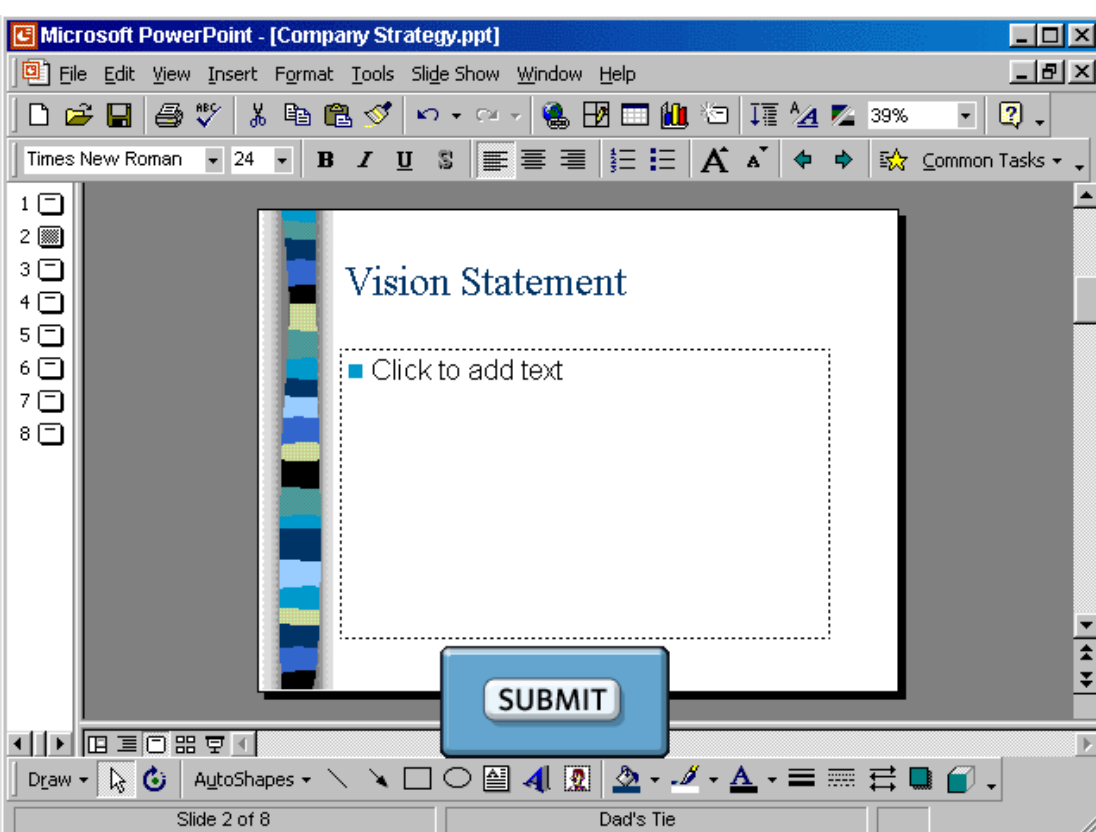 Microsoft PowerPoint - [Company Strategy.ppt]
File Edit View Insert Format Tools Slide Show Window Help
ABC 39%
Times New Roman 24 B I U S A A Common Tasks
1
2
3
4
5
6
7
8
Vision Statement
Click to add text
SUBMIT
Draw AutoShapes A
Slide 2 of 8 Dad's Tie